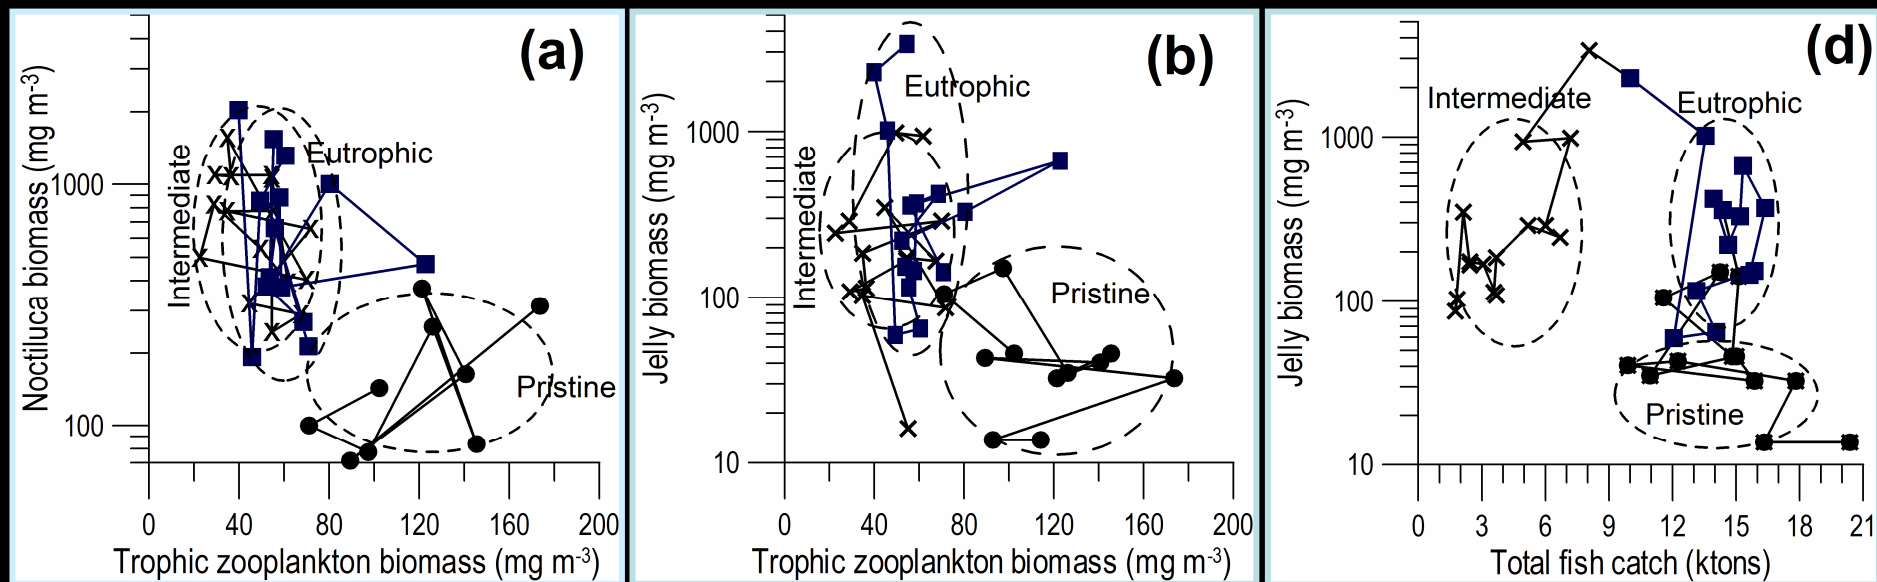 (a)
Noctiluca biomass (mg m-3)
1000
100
Intermediate
Eutrophic
Pristine
0 40 80 120 160 200
Trophic zooplankton biomass (mg m-3)
(b)
Jelly biomass (mg m-3)
1000
100
10
Eutrophic
Intermediate
Pristine
0 40 80 120 160 200
Trophic zooplankton biomass (mg m-3)
(d)
Jelly biomass (mg m-3)
1000
100
10
Intermediate
Eutrophic
Pristine
0 3 6 9 12 15 18 21
Total fish catch (ktons)